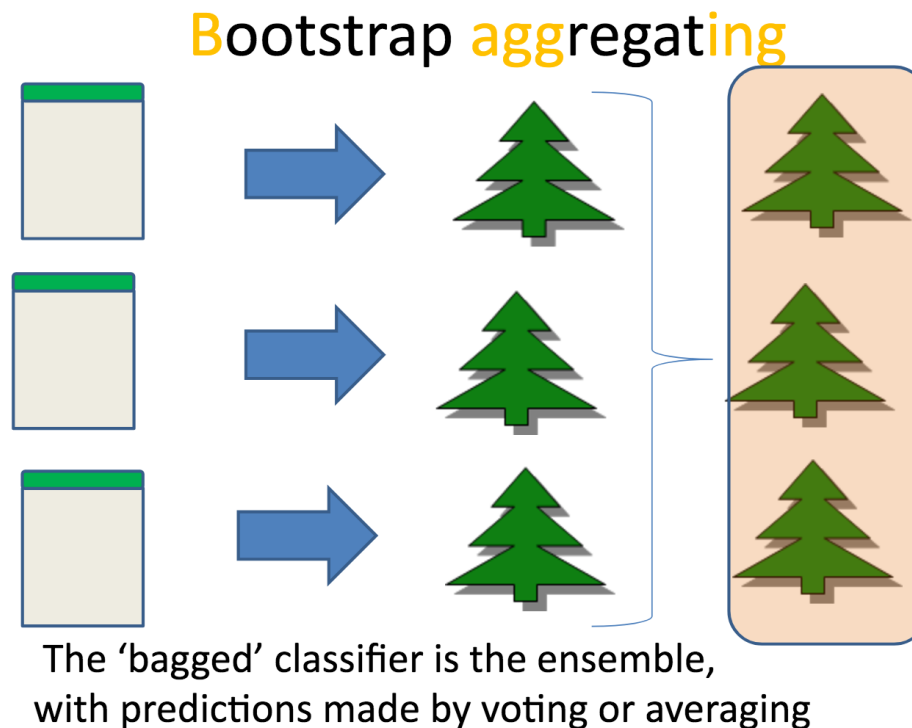 Bootstrap aggregating
The ‘bagged’ classifier is the ensemble,
with predictions made by voting or averaging